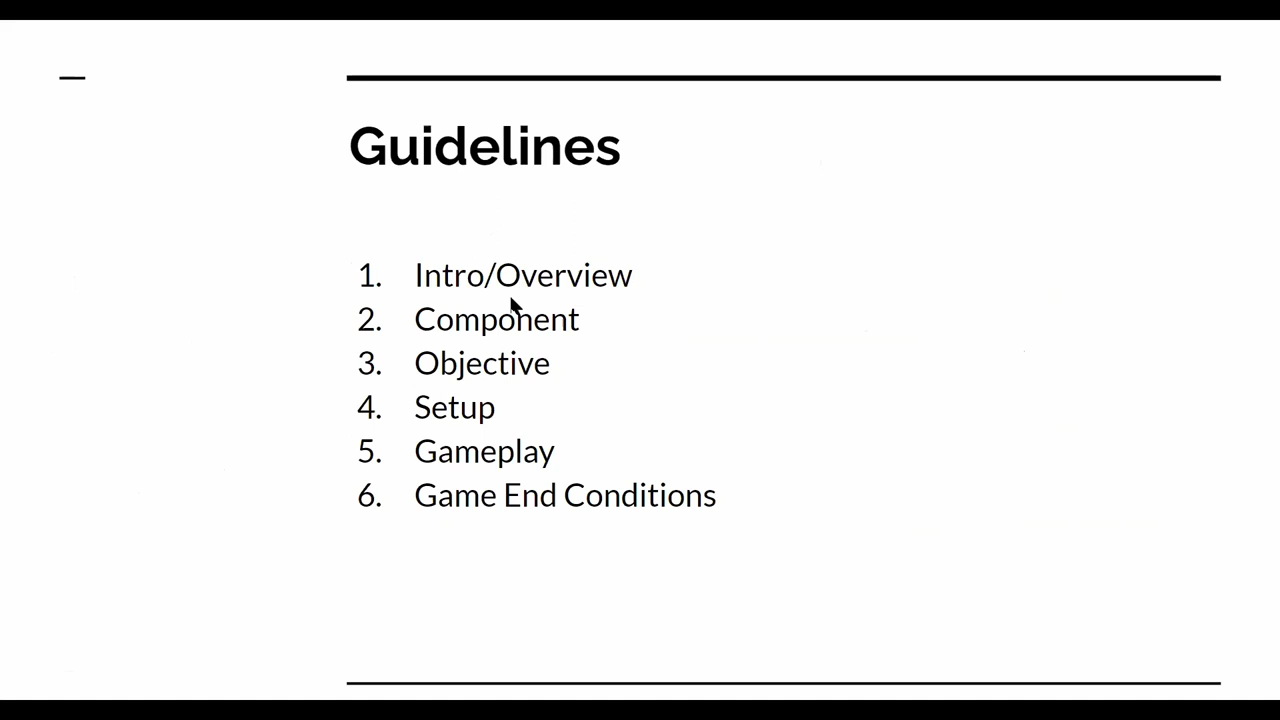 Guidelines
1. Intro/Overview
2. Component
3. Objective
4. Setup
5. Gameplay
6. Game End Conditions